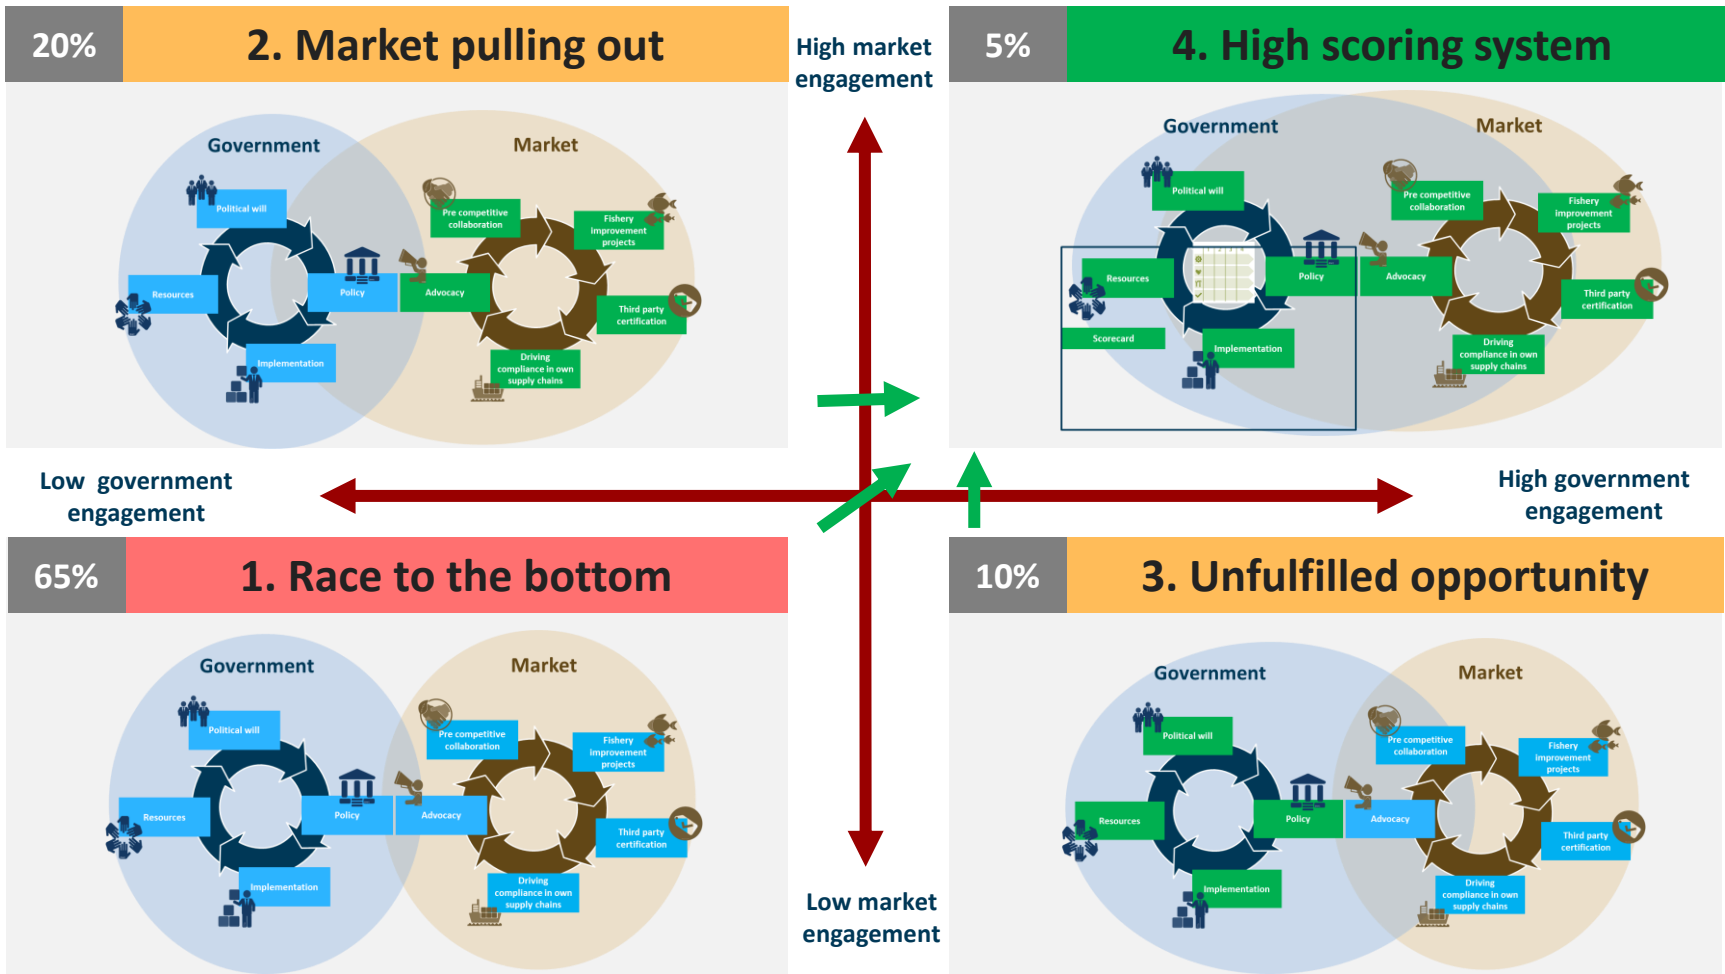 20%
2. Market pulling out
Government
Market
Political will
Pre competitive
collaboration
Fishery
improvement
projects
Resources
Policy
Advocacy
Third party
certification
Implementation
Driving
compliance in own
supply chains
High market
engagement
5%
4. High scoring system
Government
Market
Political will
Pre competitive
collaboration
Fishery
improvement
projects
Resources
Policy
Advocacy
Third party
certification
Scorecard
Implementation
Driving
compliance in own
supply chains
Low government
engagement
High government
engagement
65%
1. Race to the bottom
Government
Market
Political will
Pre competitive
collaboration
Fishery
improvement
projects
Resources
Policy
Advocacy
Third party
certification
Implementation
Driving
compliance in own
supply chains
Low market
engagement
10%
3. Unfulfilled opportunity
Government
Market
Political will
Pre competitive
collaboration
Fishery
improvement
projects
Resources
Policy
Advocacy
Third party
certification
Implementation
Driving
compliance in own
supply chains